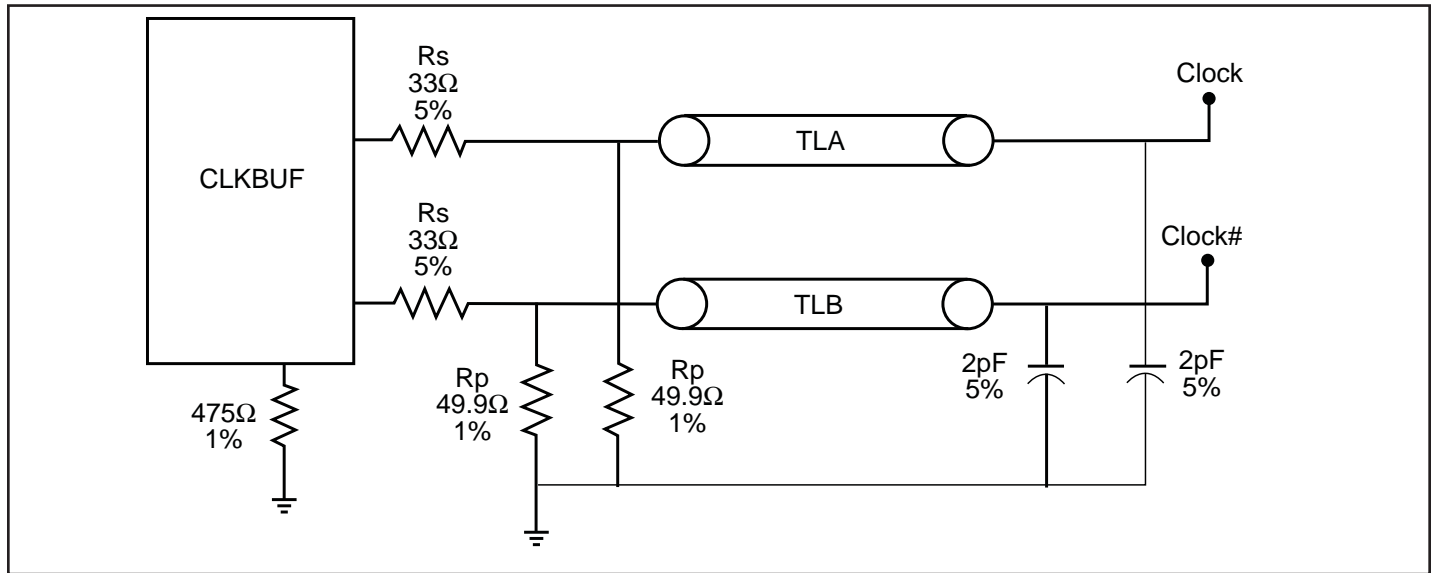 Rs
33Ω
5%
Clock
TLA
CLKBUF
Rs
33Ω
5%
Clock#
TLB
Rp
49.9Ω
1%
Rp
49.9Ω
1%
2pF
5%
2pF
5%
475Ω
1%